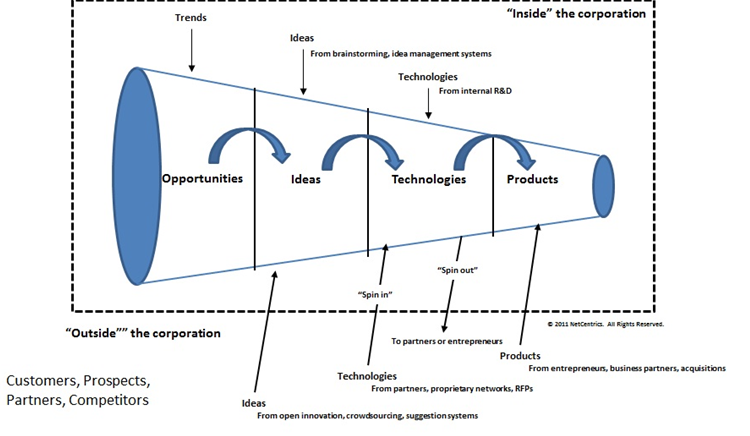 “Inside” the corporation
Trends
Ideas
From brainstorming, idea management systems
Technologies
From internal R&D
Opportunities
Ideas
Technologies
Products
“Spin in”
“Spin out”
© 2011 NetCentrics. All Rights Reserved.
“Outside”” the corporation
To partners or entrepreneurs
Products
From entrepreneurs, business partners, acquisitions
Technologies
From partners, proprietary networks, RFPs
Customers, Prospects,
Partners, Competitors
Ideas
From open innovation, crowdsourcing, suggestion systems